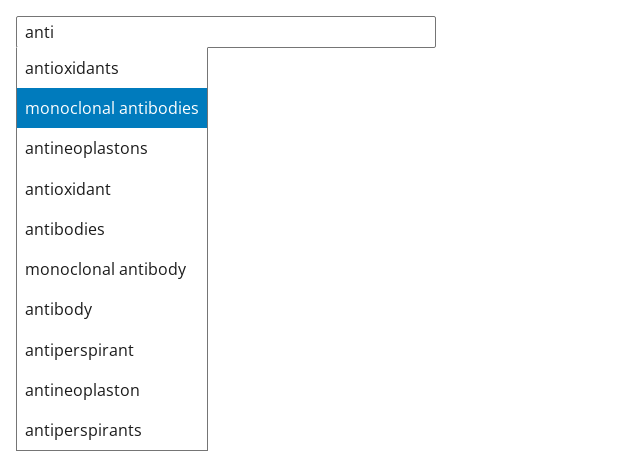 anti
antioxidants
monoclonal antibodies
antineoplastons
antioxidant
antibodies
monoclonal antibody
antibody
antiperspirant
antineoplaston
antiperspirants